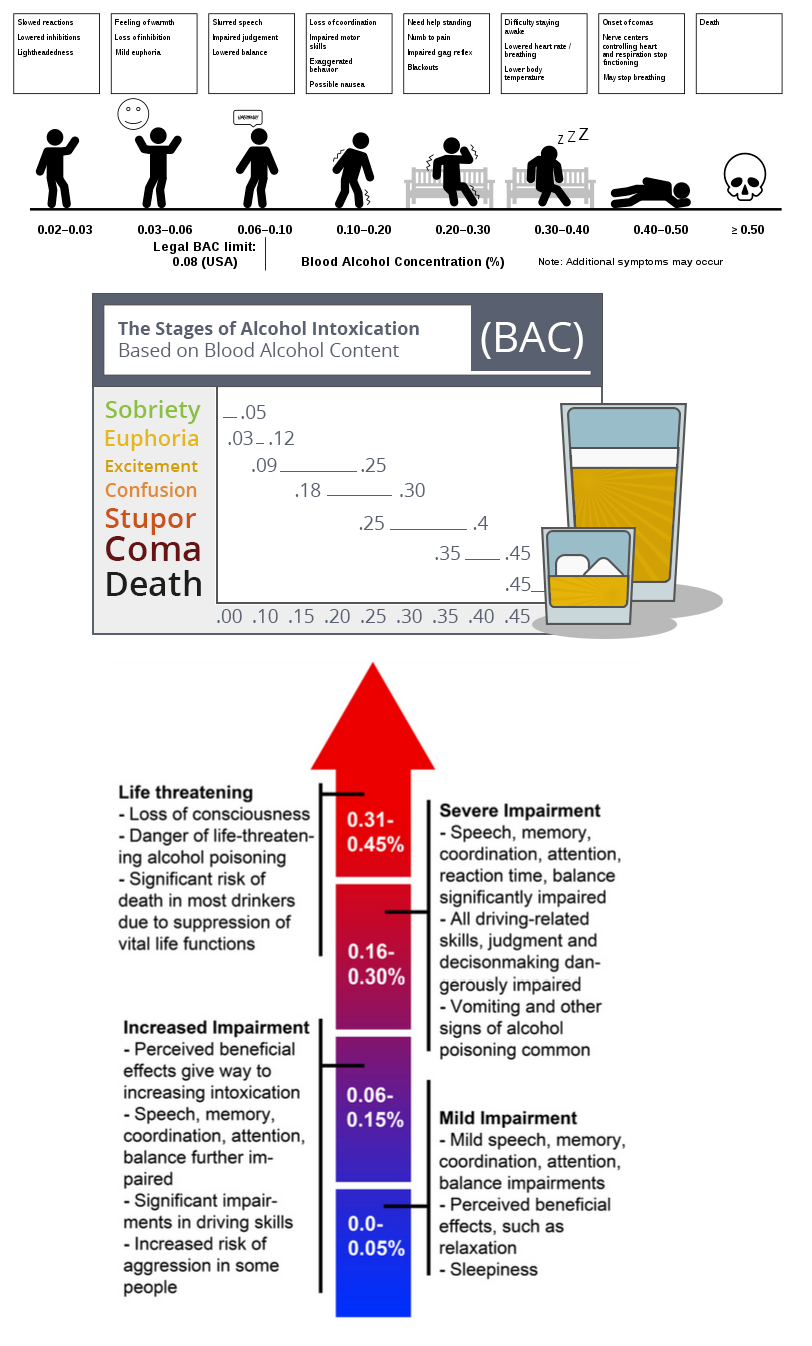 Slowed reactions
Lowered inhibitions
Lightheadedness
Feeling of warmth
Loss of inhibition
Mild euphoria
Slurred speech
Impaired judgement
Lowered balance
Loss of coordination
Impaired motor
skills
Exaggerated
behavior
Possible nausea
Need help standing
Numb to pain
Impaired gag reflex
Blackouts
Difficulty staying
awake
Lowered heart rate /
breathing
Lower body
temperature
Onset of comas
Nerve centers
controlling heart
and respiration stop
functioning
May stop breathing
Death
z Z Z
0.02–0.03
0.03–0.06
0.06–0.10
0.10–0.20
0.20–0.30
0.30–0.40
0.40–0.50
≥ 0.50
Legal BAC limit:
0.08 (USA)
Blood Alcohol Concentration (%)
Note: Additional symptoms may occur
The Stages of Alcohol Intoxication
Based on Blood Alcohol Content
(BAC)
Sobriety .05
Euphoria .03 .12
Excitement .09 .25
Confusion .18 .30
Stupor .25 .4
Coma .35 .45
Death .45
.00 .10 .15 .20 .25 .30 .35 .40 .45
Life threatening
- Loss of consciousness
- Danger of life-threaten-
ing alcohol poisoning
- Significant risk of
death in most drinkers
due to suppression of
vital life functions
0.31-
0.45%
Severe Impairment
- Speech, memory,
coordination, attention,
reaction time, balance
significantly impaired
- All driving-related
skills, judgment and
decisonmaking dan-
gerously impaired
- Vomiting and other
signs of alcohol
poisoning common
0.16-
0.30%
Increased Impairment
- Perceived beneficial
effects give way to
increasing intoxication
- Speech, memory,
coordination, attention,
balance further im-
paired
- Significant impair-
ments in driving skills
- Increased risk of
aggression in some
people
0.06-
0.15%
Mild Impairment
- Mild speech, memory,
coordination, attention,
balance impairments
- Perceived beneficial
effects, such as
relaxation
- Sleepiness
0.0-
0.05%